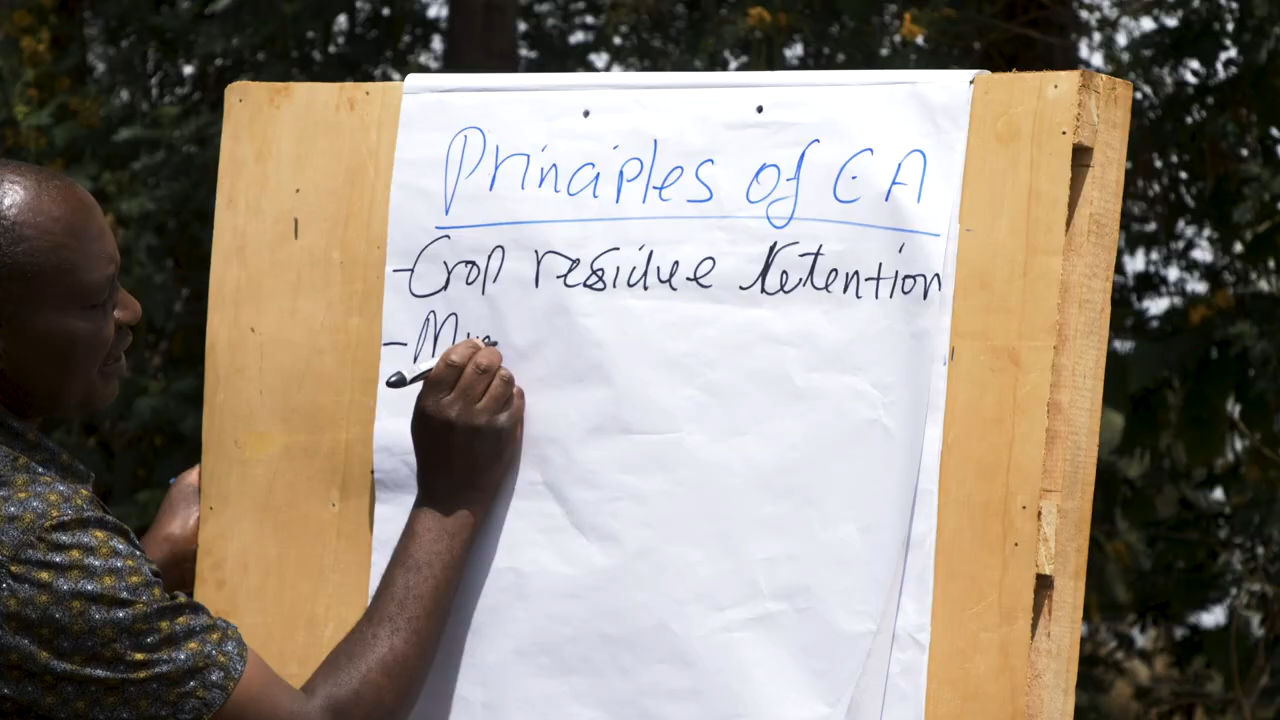 Principles of CA
- Crop residue retention
-